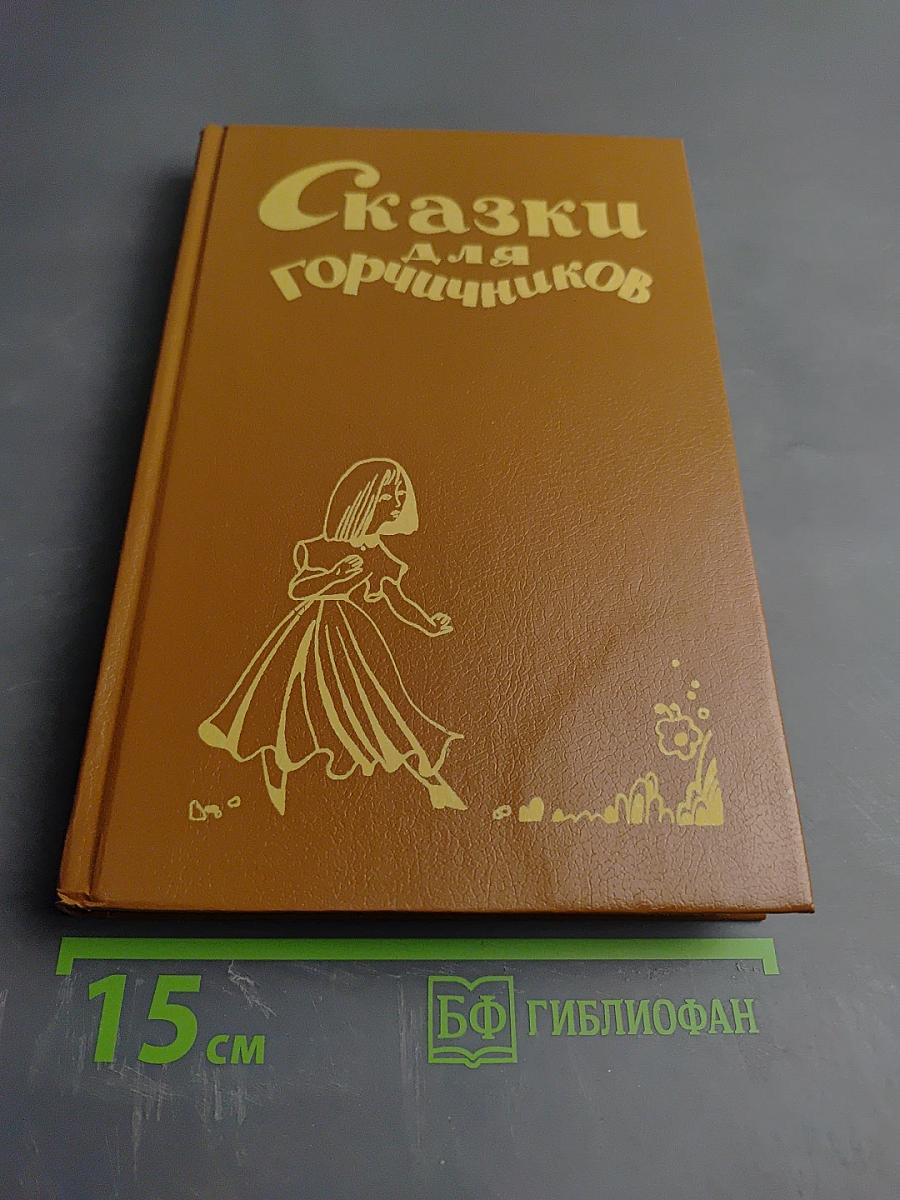 Сказки
для
горчичников
15 см
БФ ГИБЛИОФАН